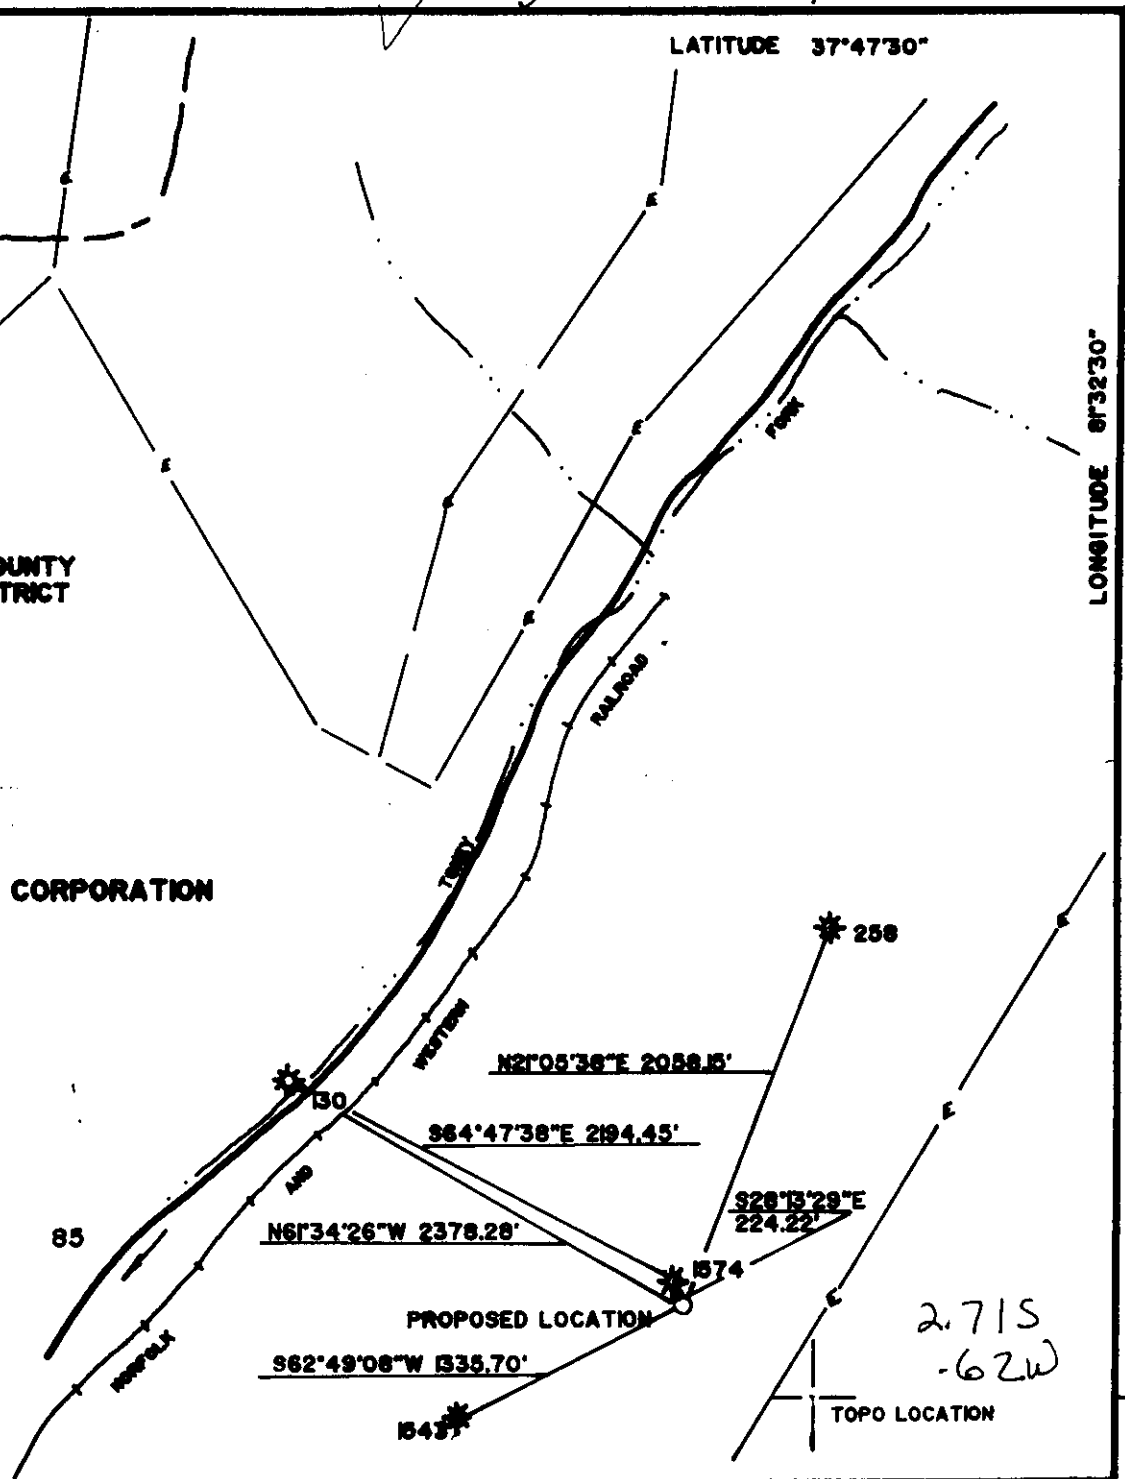 LATITUDE 37°47'30"
LONGITUDE 81°32'30"
FORK
OUNTY
TRICT
RAILROAD
TONEY
CORPORATION
258
WESTERN
N21°05'36"E 2058.15'
130
S64°47'38"E 2194.45'
AND
S28°13'29"E
224.22'
85
N61°34'26"W 2378.28'
1574
PROPOSED LOCATION
2.71S
.62W
NORFOLK
S62°49'08"W 1335.70'
TOPO LOCATION
1543
E
E
E
E
E
E
E